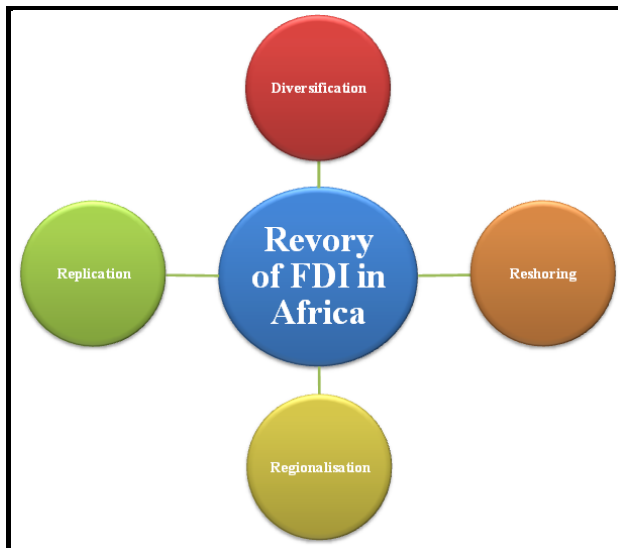 Diversification
Replication
Revory
of FDI in
Africa
Reshoring
Regionalisation